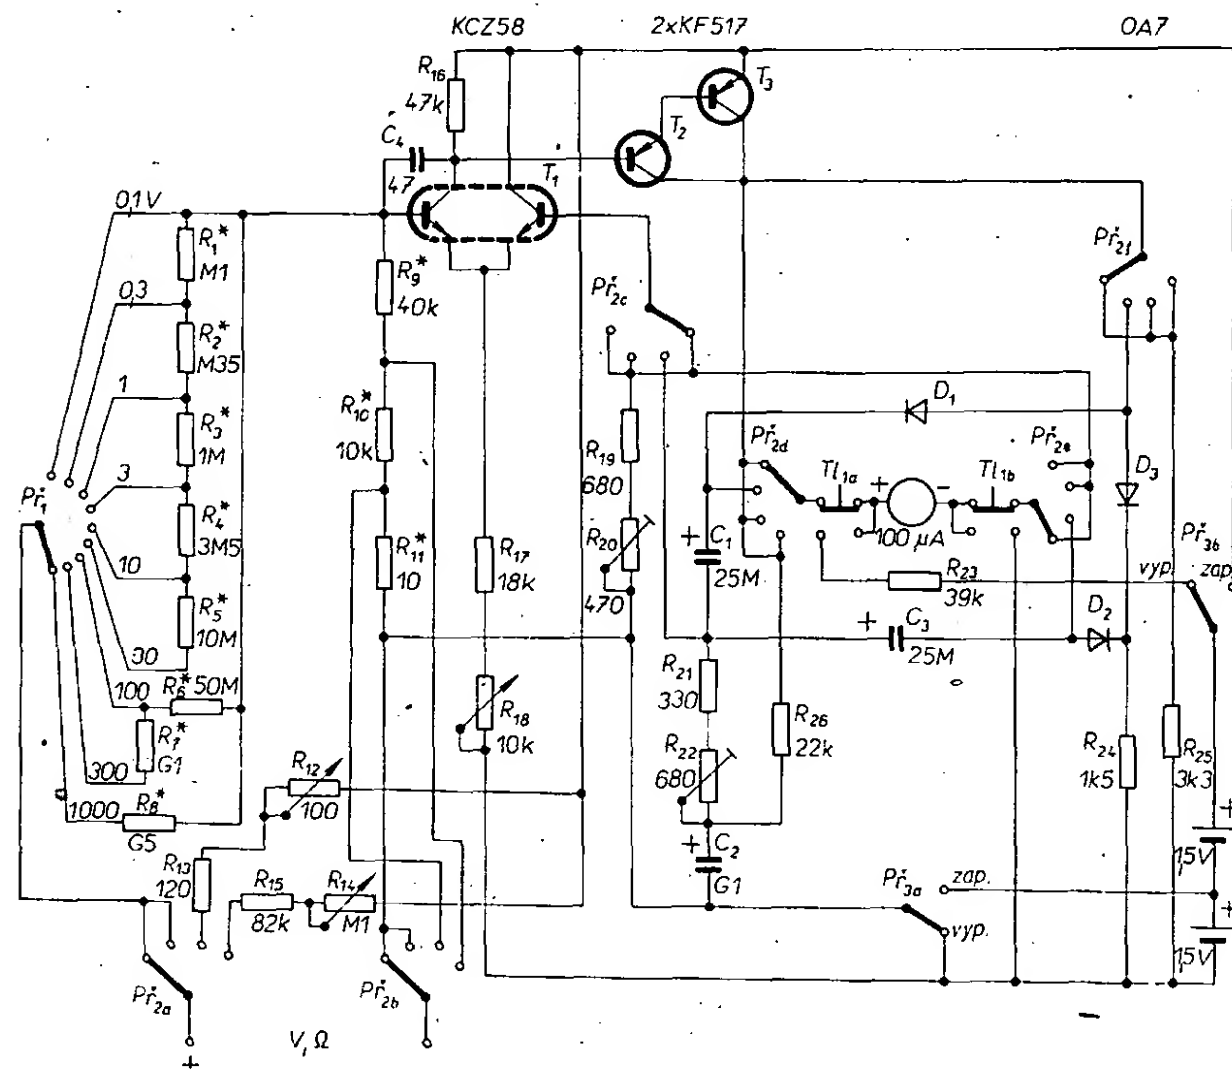 KCZ58
2xKF517
OA7
R16
47k
C4
47
T1
T2
T3
0,1V
R1*
M1
0,3
R2*
M35
1
R3*
1M
3
R4*
3M5
10
R5*
10M
30
100
R6* 50M
R7*
G1
300
1000
R8*
G5
Př1
R9*
40k
R10*
10k
R11*
10
R12
100
R13
120
R15
82k
R14
M1
R17
18k
R18
10k
Př2a
+
V, Ω
Př2b
Př2c
R19
680
R20
470
Př2d
Tl1a
+
-
100 µA
Tl1b
Př2e
Př2f
D1
D3
D2
+
C1
25M
R23
39k
+
C3
25M
R21
330
R22
680
R26
22k
+
C2
G1
R24
1k5
R25
3k3
Př3b
vyp.
zap.
Př3a
zap.
vyp.
+
1,5V
+
1,5V
-